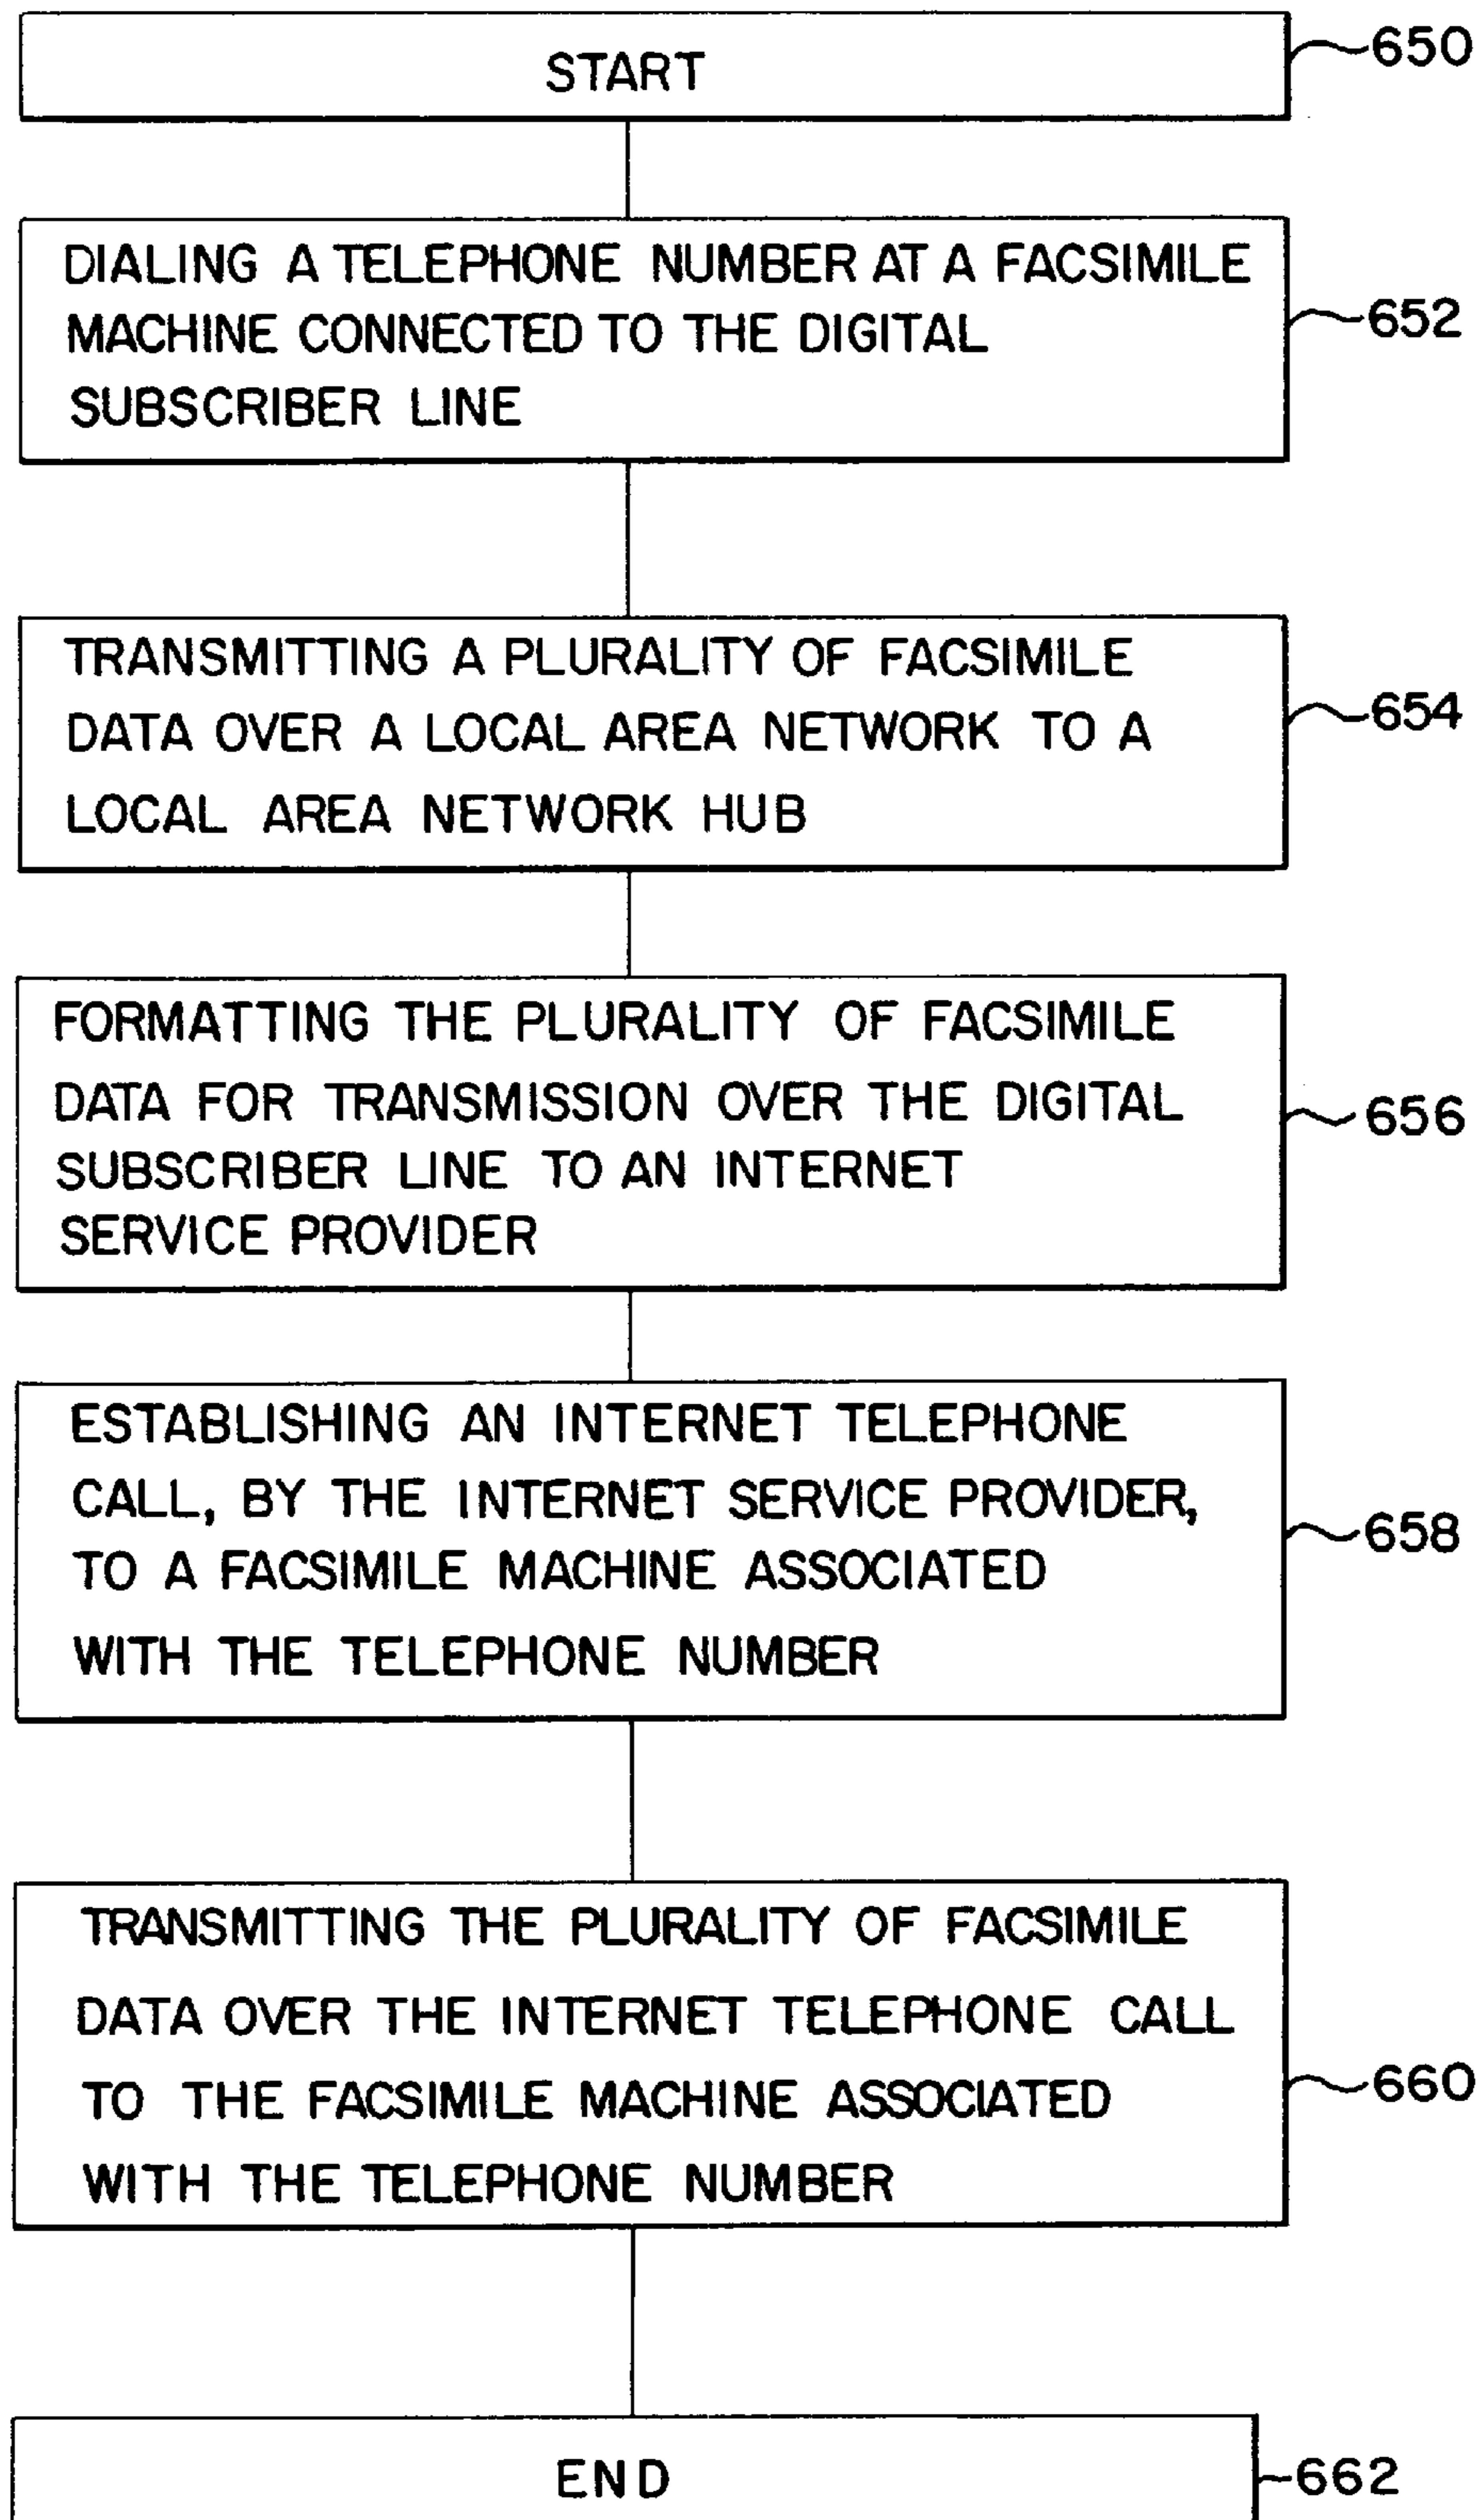 START
650
DIALING A TELEPHONE NUMBER AT A FACSIMILE
MACHINE CONNECTED TO THE DIGITAL
SUBSCRIBER LINE
652
TRANSMITTING A PLURALITY OF FACSIMILE
DATA OVER A LOCAL AREA NETWORK TO A
LOCAL AREA NETWORK HUB
654
FORMATTING THE PLURALITY OF FACSIMILE
DATA FOR TRANSMISSION OVER THE DIGITAL
SUBSCRIBER LINE TO AN INTERNET
SERVICE PROVIDER
656
ESTABLISHING AN INTERNET TELEPHONE
CALL, BY THE INTERNET SERVICE PROVIDER,
TO A FACSIMILE MACHINE ASSOCIATED
WITH THE TELEPHONE NUMBER
658
TRANSMITTING THE PLURALITY OF FACSIMILE
DATA OVER THE INTERNET TELEPHONE CALL
TO THE FACSIMILE MACHINE ASSOCIATED
WITH THE TELEPHONE NUMBER
660
END
662